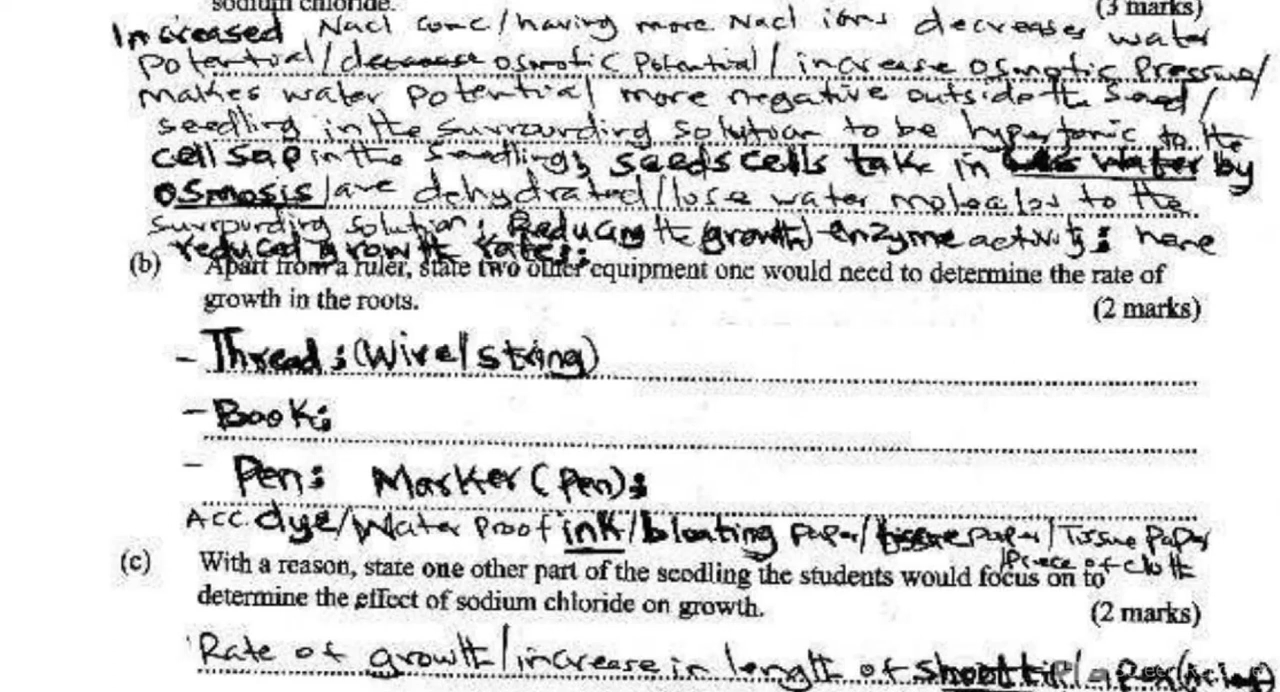 sodium chloride. (3 marks)
Increased Nacl conc/having more Nacl ions decreases water
Potential/decrease osmotic Potential/increase osmotic Pressure/
Makes water Potential more negative outside the seed/
seedling in the surrounding solution to be hypertonic to the
cell sap in the seedling; seeds cells take in less water by
osmosis/are dehydrated/lose water molecules to the
surrounding solution; Reducing the (growth) enzyme activity; hence
reduced growth rates;
(b) Apart from a ruler, state two other equipment one would need to determine the rate of
growth in the roots. (2 marks)
- Thread; (Wire/string)
- Book;
- Pen; Marker (pen);
Acc. dye/Water Proof ink/bloating paper/tissue paper/Tissue Paper
/Piece of cloth
(c) With a reason, state one other part of the seedling the students would focus on to
determine the effect of sodium chloride on growth. (2 marks)
Rate of growth/increase in length of shoot tip/apex